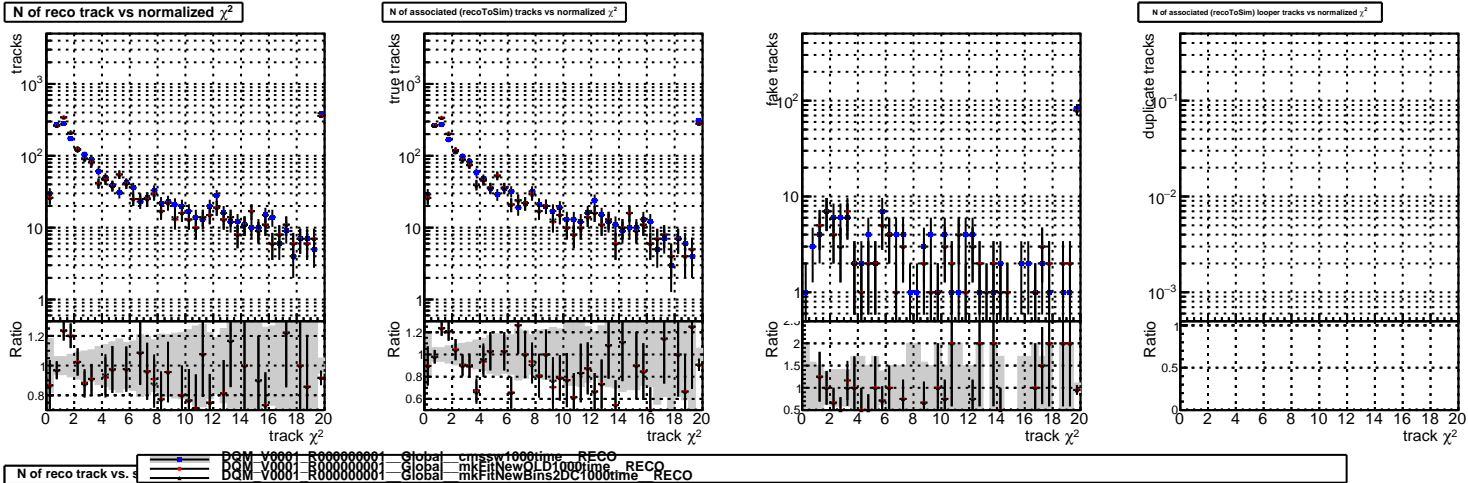 N of reco track vs normalized χ²
N of associated (recoToSim) tracks vs normalized χ²
N of associated (recoToSim) looper tracks vs normalized χ²
tracks
10³
10²
10
1
Ratio
1.2
1
0.8
0 2 4 6 8 10 12 14 16 18 20
track χ²
true tracks
10³
10²
10
1
Ratio
1.2
1
0.8
0.6
0 2 4 6 8 10 12 14 16 18 20
track χ²
fake tracks
10²
10
1
Ratio
2.5
2
1.5
1
0.5
0 2 4 6 8 10 12 14 16 18 20
track χ²
duplicate tracks
10⁻¹
10⁻²
10⁻³
Ratio
1
0.5
0
0 2 4 6 8 10 12 14 16 18 20
track χ²
DQM_V0001_R000000001__Global__cmssw1000time__RECO
DQM_V0001_R000000001__Global__mkFitNewOLD1000time__RECO
DQM_V0001_R000000001__Global__mkFitNewBins2DC1000time__RECO
N of reco track vs. s